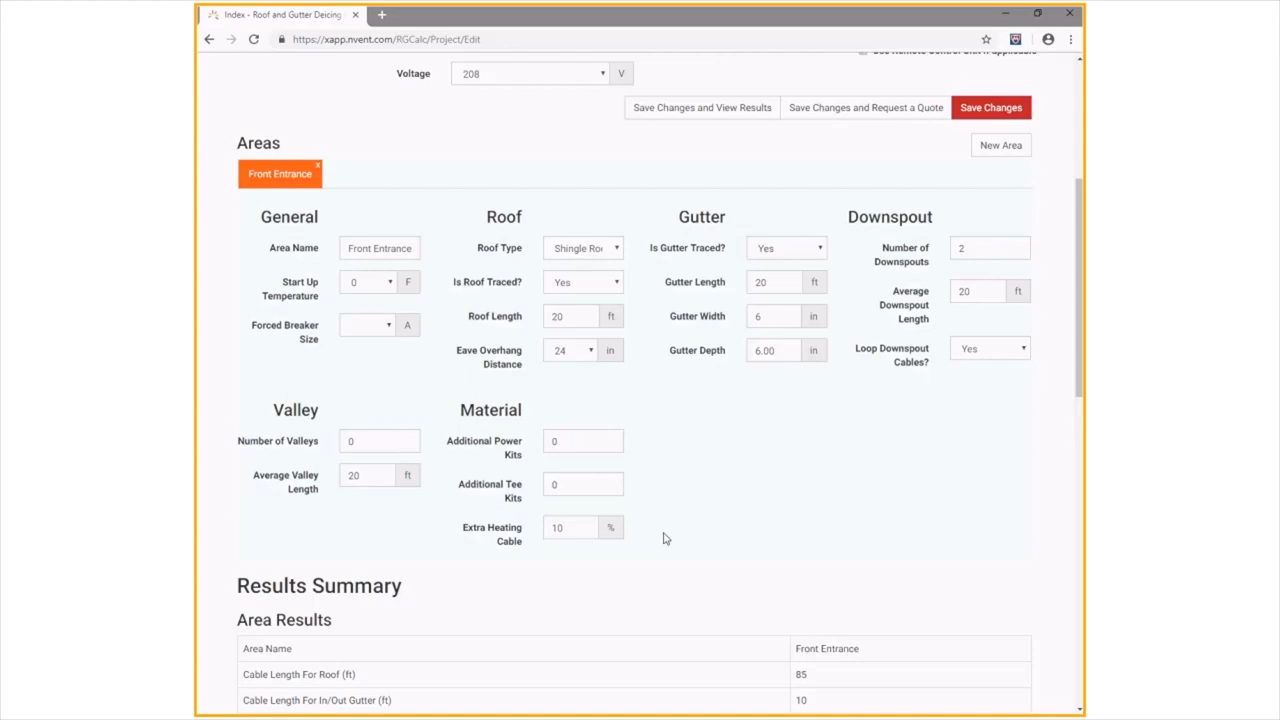 Index - Roof and Gutter Deicing
https://xapp.nvent.com/RGCalc/Project/Edit
Voltage 208 V
Save Changes and View Results Save Changes and Request a Quote Save Changes
Areas New Area
Front Entrance x
General Roof Gutter Downspout
Area Name Front Entrance Roof Type Shingle Roo Is Gutter Traced? Yes Number of Downspouts 2
Start Up Temperature 0 F Is Roof Traced? Yes Gutter Length 20 ft Average Downspout Length 20 ft
Forced Breaker Size A Roof Length 20 ft Gutter Width 6 in
Eave Overhang Distance 24 in Gutter Depth 6.00 in Loop Downspout Cables? Yes
Valley Material
Number of Valleys 0 Additional Power Kits 0
Average Valley Length 20 ft Additional Tee Kits 0
Extra Heating Cable 10 %
Results Summary
Area Results
Area Name Front Entrance
Cable Length For Roof (ft) 85
Cable Length For In/Out Gutter (ft) 10